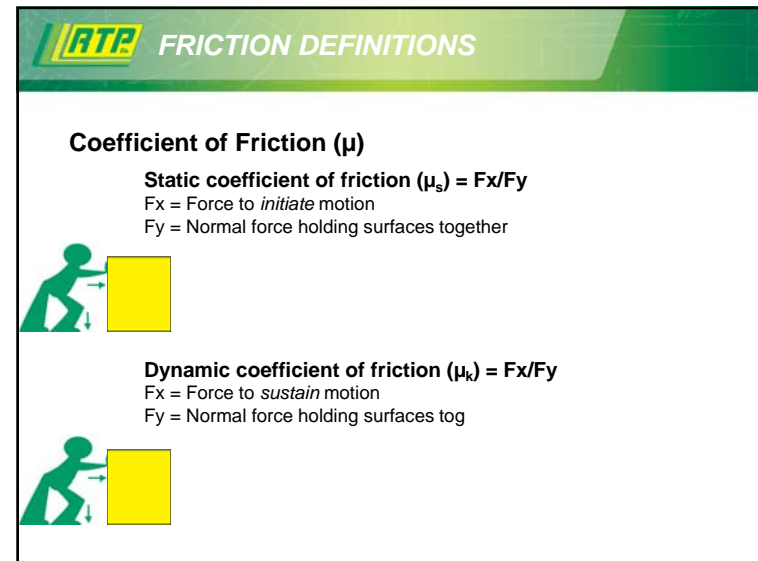 RTP Co. FRICTION DEFINITIONS
Coefficient of Friction (µ)
Static coefficient of friction (µs) = Fx/Fy
Fx = Force to initiate motion
Fy = Normal force holding surfaces together
Dynamic coefficient of friction (µk) = Fx/Fy
Fx = Force to sustain motion
Fy = Normal force holding surfaces tog